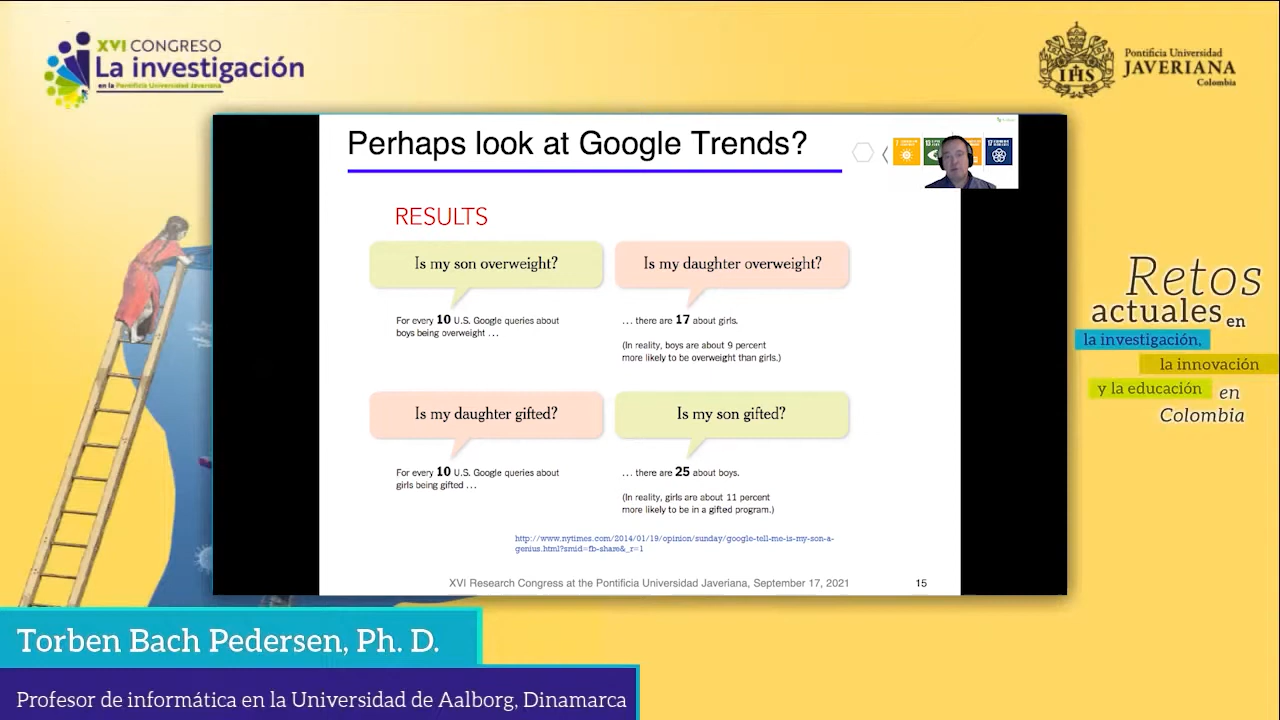 XVI CONGRESO
La investigación
en la Pontificia Universidad Javeriana
Pontificia Universidad
JAVERIANA
Colombia
IHS
Perhaps look at Google Trends?
RESULTS
Is my son overweight?
Is my daughter overweight?
For every 10 U.S. Google queries about
boys being overweight ...
... there are 17 about girls.
(In reality, boys are about 9 percent
more likely to be overweight than girls.)
Is my daughter gifted?
Is my son gifted?
For every 10 U.S. Google queries about
girls being gifted ...
... there are 25 about boys.
(In reality, girls are about 11 percent
more likely to be in a gifted program.)
http://www.nytimes.com/2014/01/19/opinion/sunday/google-tell-me-is-my-son-a-
genius.html?smid=fb-share&_r=1
XVI Research Congress at the Pontificia Universidad Javeriana, September 17, 2021
15
Retos
actuales en
la investigación,
la innovación
y la educación en
Colombia
Torben Bach Pedersen, Ph. D.
Profesor de informática en la Universidad de Aalborg, Dinamarca